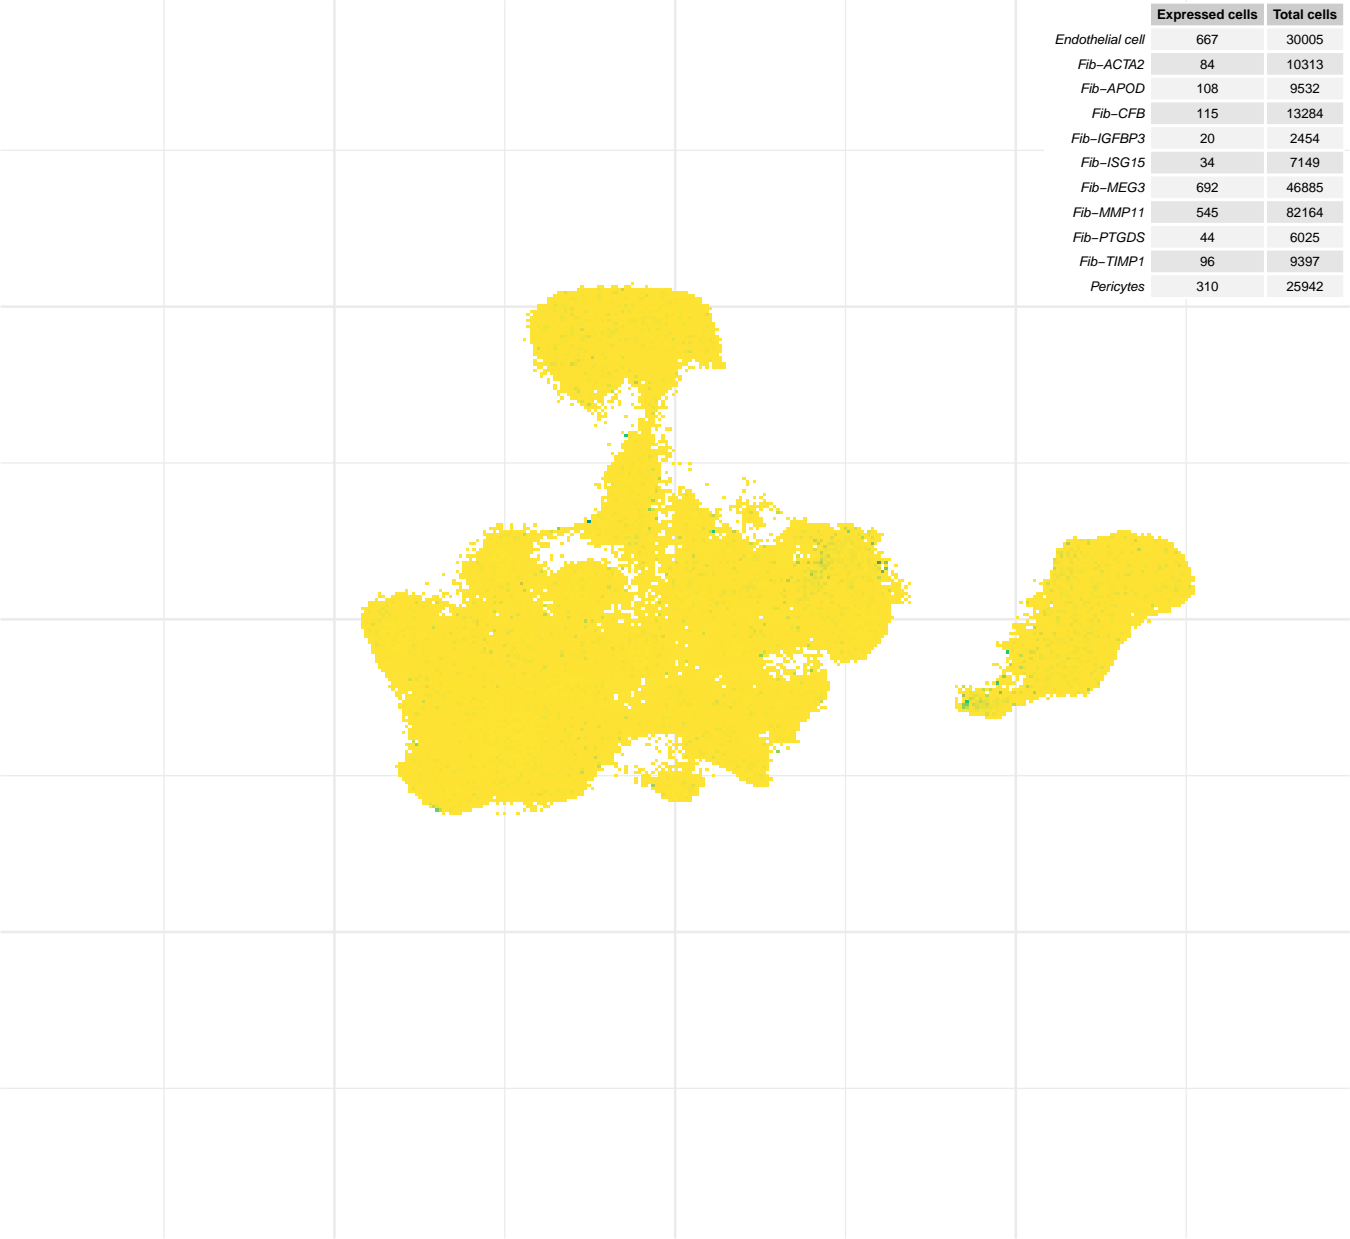 Expressed cells Total cells
Endothelial cell 667 30005
Fib−ACTA2 84 10313
Fib−APOD 108 9532
Fib−CFB 115 13284
Fib−IGFBP3 20 2454
Fib−ISG15 34 7149
Fib−MEG3 692 46885
Fib−MMP11 545 82164
Fib−PTGDS 44 6025
Fib−TIMP1 96 9397
Pericytes 310 25942